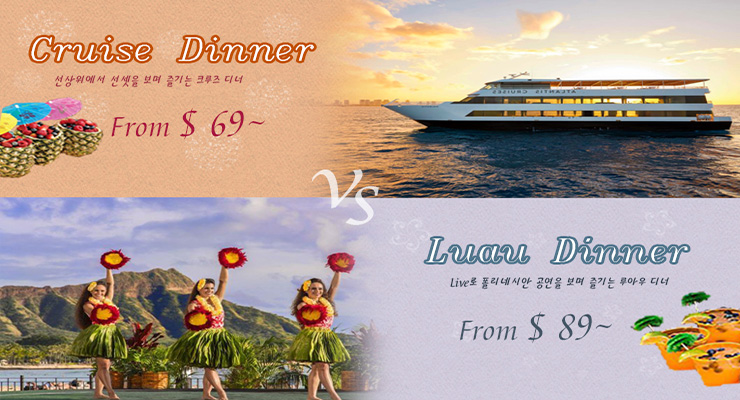 Cruise Dinner
선상위에서 선셋을 보며 즐기는 크루즈 디너
From $ 69~
ATLANTIS CRUISES
vs
Luau Dinner
Live로 폴리네시안 공연을 보며 즐기는 루아우 디너
From $ 89~